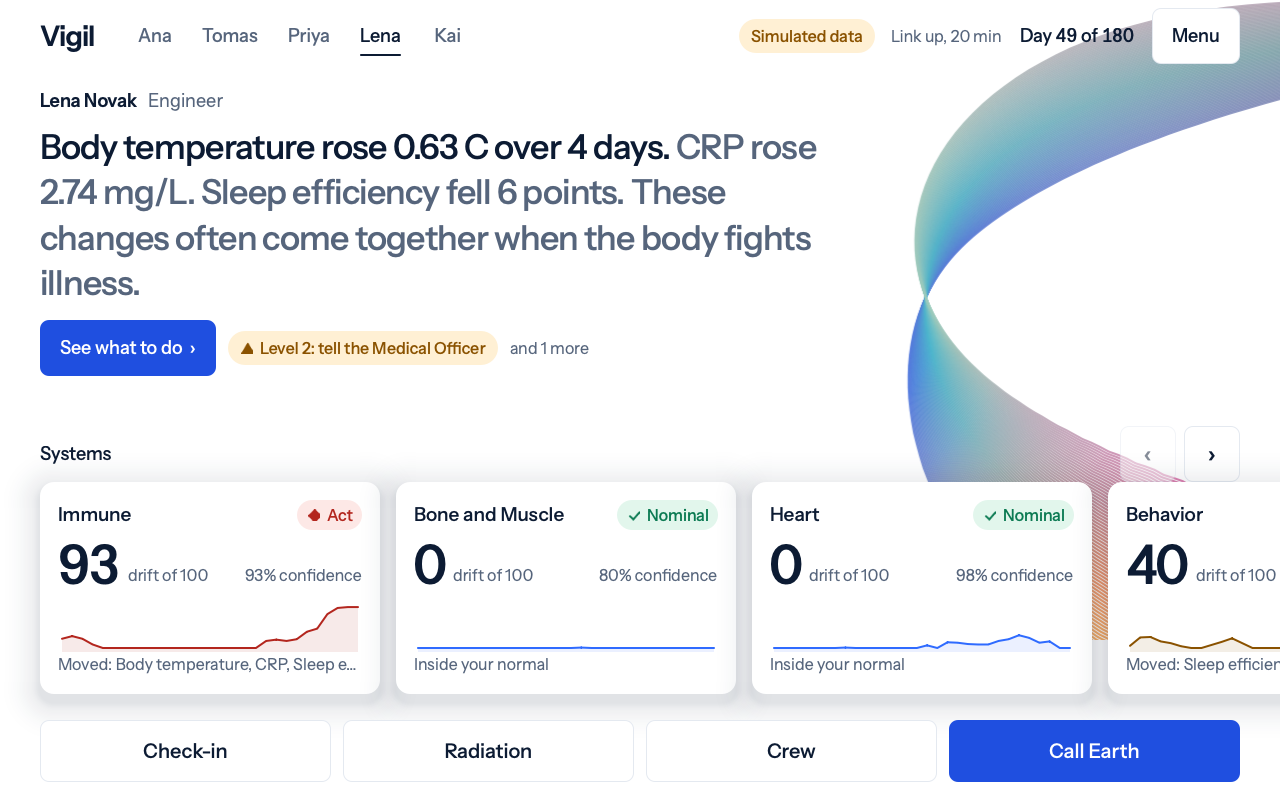 Vigil Ana Tomas Priya Lena Kai Simulated data Link up, 20 min Day 49 of 180 Menu
Lena Novak Engineer
Body temperature rose 0.63 C over 4 days. CRP rose
2.74 mg/L. Sleep efficiency fell 6 points. These
changes often come together when the body fights
illness.
See what to do › Level 2: tell the Medical Officer and 1 more
Systems ‹ ›
Immune Act
93 drift of 100 93% confidence
Moved: Body temperature, CRP, Sleep e...
Bone and Muscle Nominal
0 drift of 100 80% confidence
Inside your normal
Heart Nominal
0 drift of 100 98% confidence
Inside your normal
Behavior
40 drift of 100
Moved: Sleep efficien
Check-in Radiation Crew Call Earth